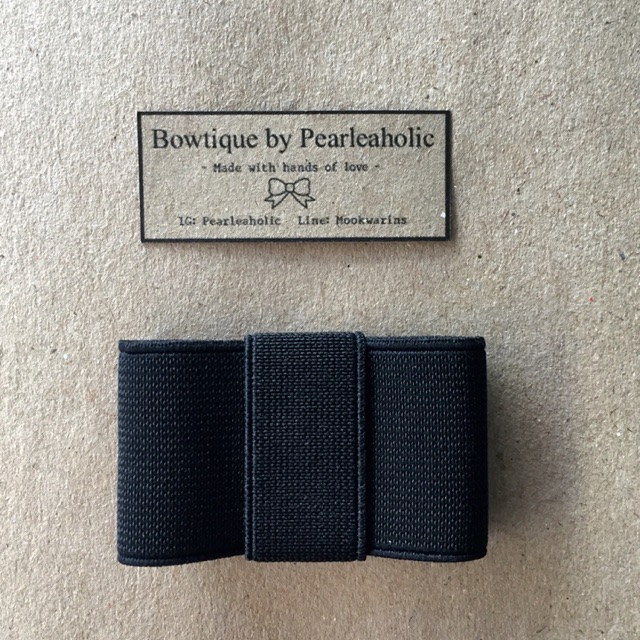 Bowtique by Pearleaholic
- Made with hands of love -
IG: Pearleaholic Line: Mookwarins